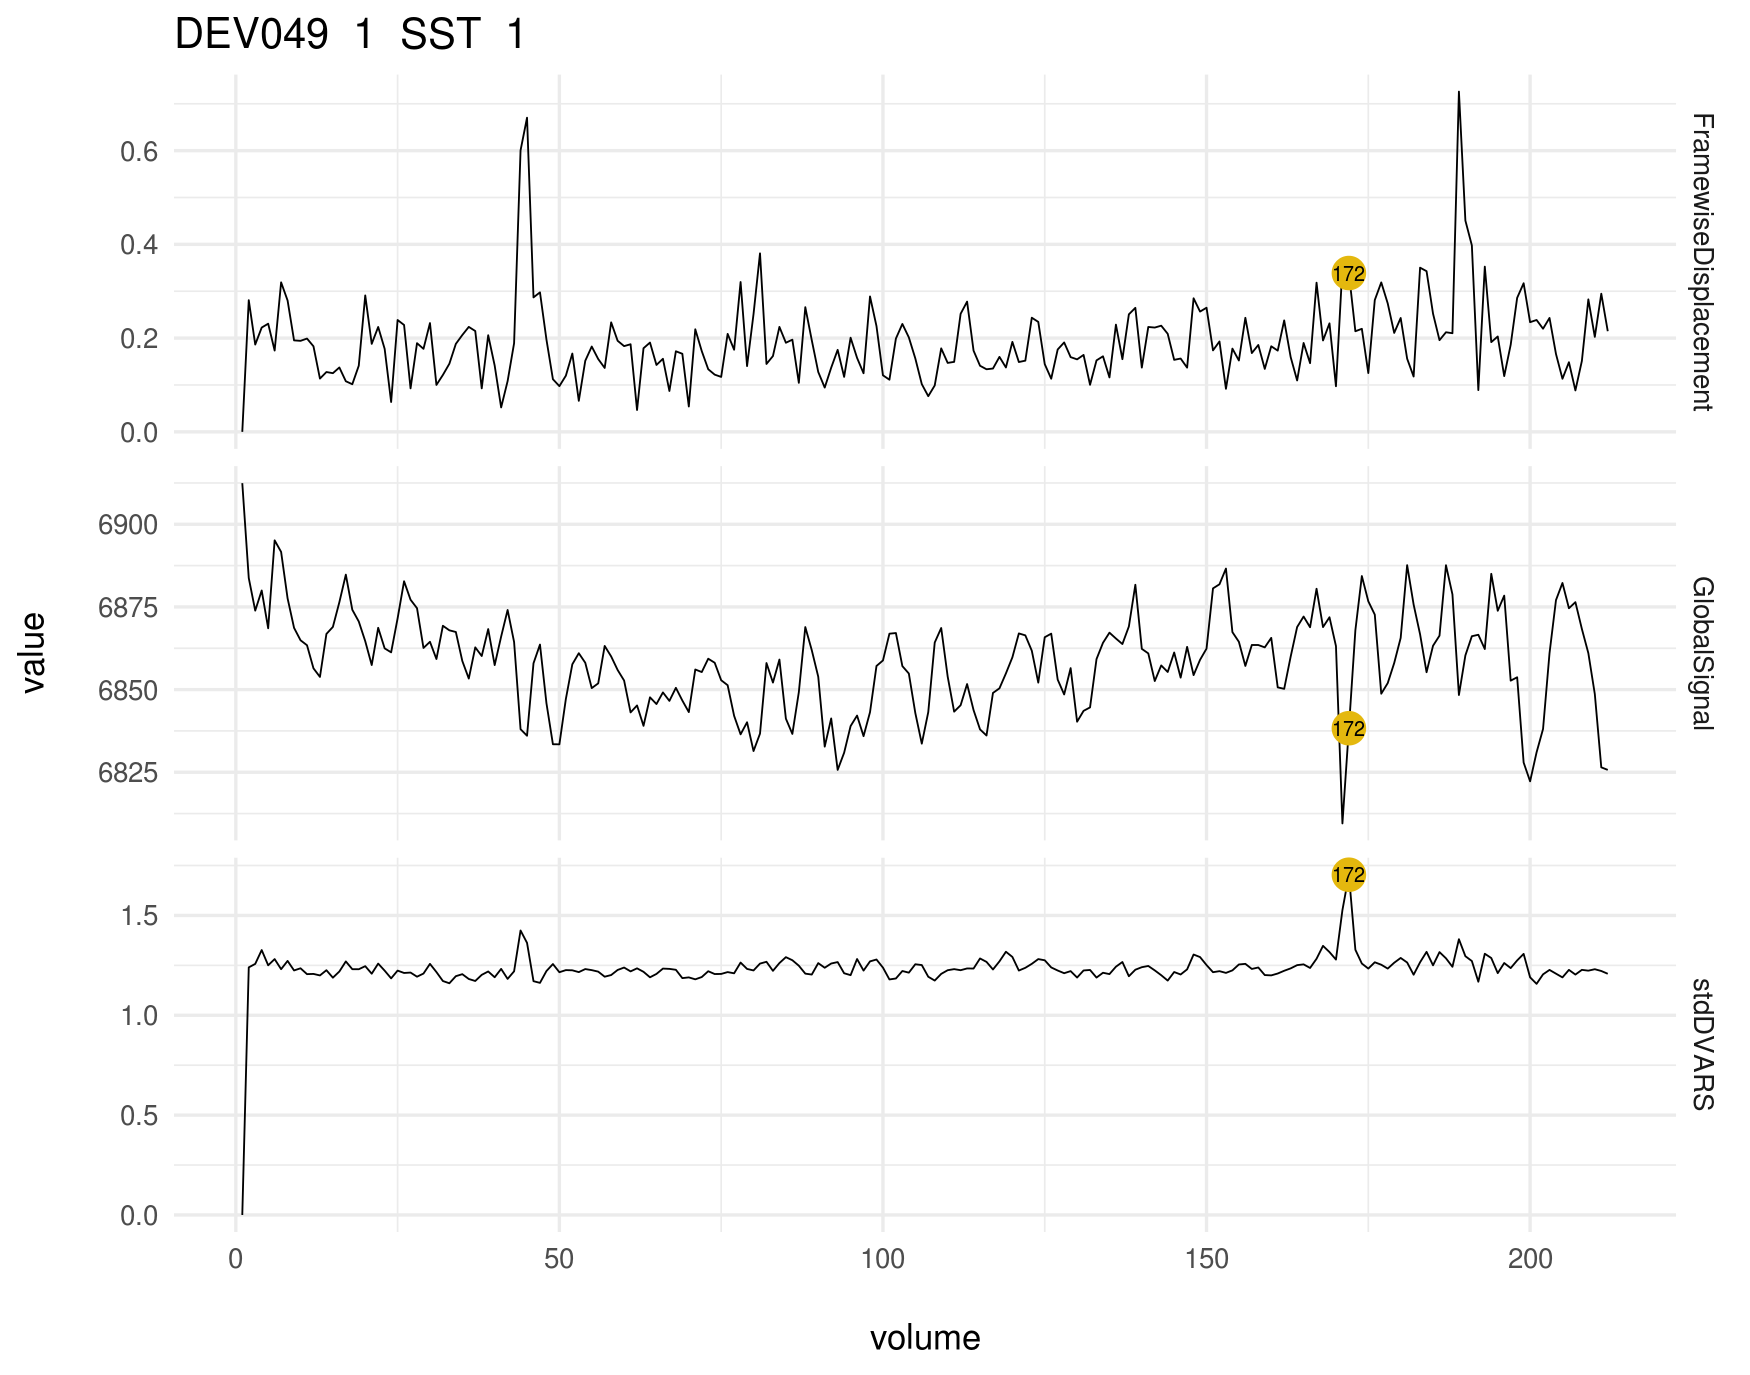 DEV049 1 SST 1
0.6
0.4
0.2
0.0
FramewiseDisplacement
172
6900
6875
6850
6825
GlobalSignal
172
value
1.5
1.0
0.5
0.0
stdDVARS
172
0 50 100 150 200
volume